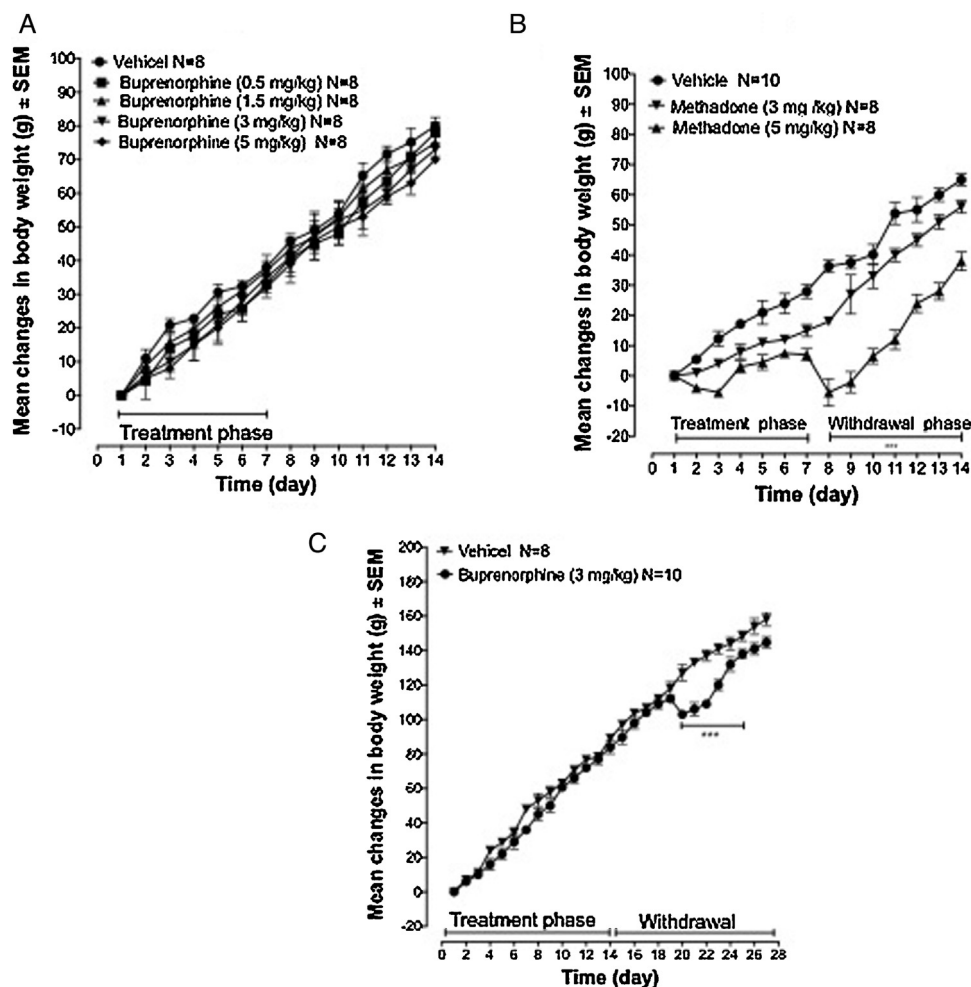 A
Mean changes in body weight (g) ± SEM
100
90
80
70
60
50
40
30
20
10
0
-10
Vehicel N=8
Buprenorphine (0.5 mg/kg) N=8
Buprenorphine (1.5 mg/kg) N=8
Buprenorphine (3 mg/kg) N=8
Buprenorphine (5 mg/kg) N=8
Treatment phase
0 1 2 3 4 5 6 7 8 9 10 11 12 13 14
Time (day)
B
Mean changes in body weight (g) ± SEM
100
90
80
70
60
50
40
30
20
10
0
-10
-20
Vehicle N=10
Methadone (3 mg /kg) N=8
Methadone (5 mg/kg) N=8
Treatment phase Withdrawal phase
***
0 1 2 3 4 5 6 7 8 9 10 11 12 13 14
Time (day)
C
Mean changes in body weight (g) ± SEM
200
180
160
140
120
100
80
60
40
20
0
-20
Vehicel N=8
Buprenorphine (3 mg/kg) N=10
***
Treatment phase Withdrawal
0 2 4 6 8 10 12 14 16 18 20 22 24 26 28
Time (day)